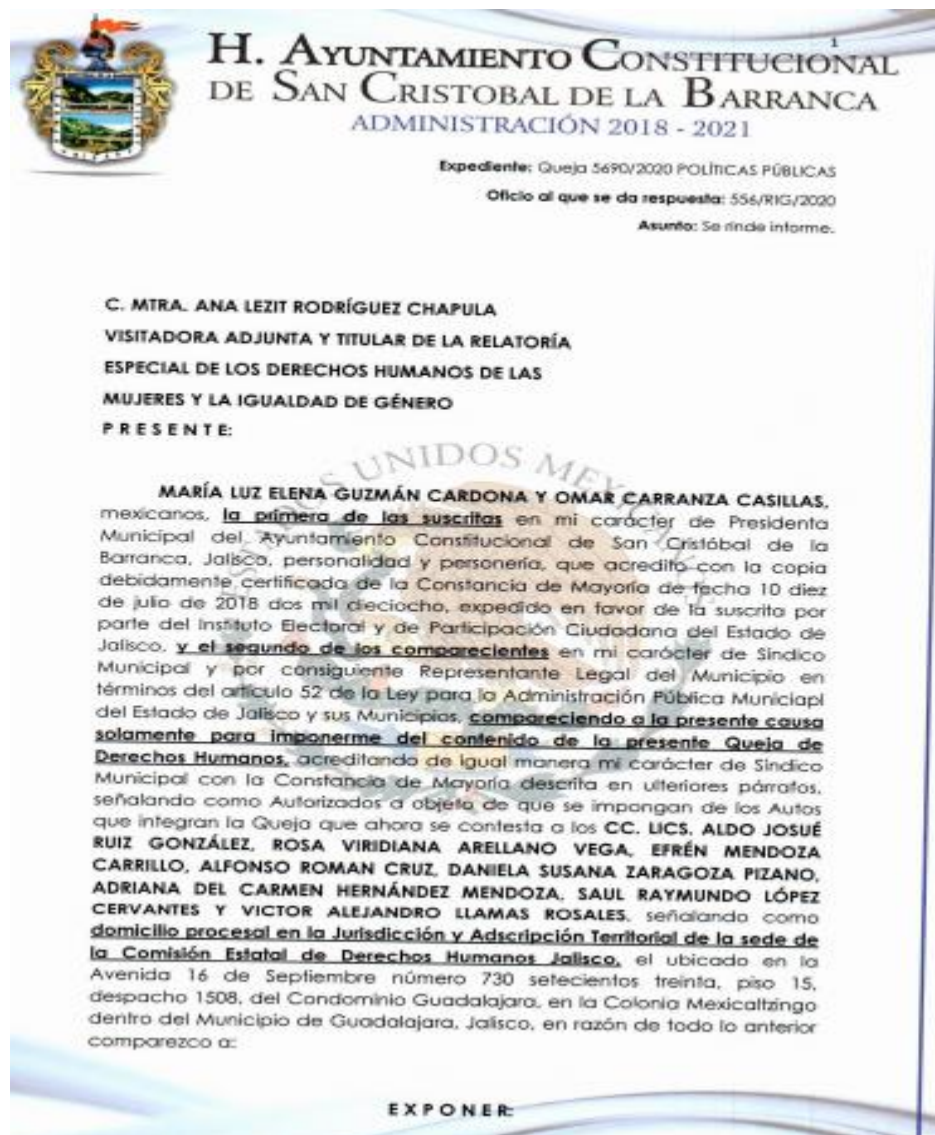 1
H. AYUNTAMIENTO CONSTITUCIONAL
DE SAN CRISTOBAL DE LA BARRANCA
ADMINISTRACIÓN 2018 - 2021
Expediente: Queja 5690/2020 POLÍTICAS PÚBLICAS
Oficio al que se da respuesta: 556/RIG/2020
Asunto: Se rinde informe.
C. MTRA. ANA LEZIT RODRÍGUEZ CHAPULA
VISITADORA ADJUNTA Y TITULAR DE LA RELATORÍA
ESPECIAL DE LOS DERECHOS HUMANOS DE LAS
MUJERES Y LA IGUALDAD DE GÉNERO
P R E S E N T E:
MARÍA LUZ ELENA GUZMÁN CARDONA Y OMAR CARRANZA CASILLAS,
mexicanos, la primera de las suscritas en mi carácter de Presidenta
Municipal del Ayuntamiento Constitucional de San Cristóbal de la
Barranca, Jalisco, personalidad y personería, que acredito con la copia
debidamente certificada de la Constancia de Mayoría de fecha 10 diez
de julio de 2018 dos mil dieciocho, expedido en favor de la suscrita por
parte del Instituto Electoral y de Participación Ciudadana del Estado de
Jalisco, y el segundo de los comparecientes en mi carácter de Síndico
Municipal y por consiguiente Representante Legal del Municipio en
términos del artículo 52 de la Ley para la Administración Pública Municiapl
del Estado de Jalisco y sus Municipios, compareciendo a la presente causa
solamente para imponerme del contenido de la presente Queja de
Derechos Humanos, acreditando de igual manera mi carácter de Síndico
Municipal con la Constancia de Mayoría descrita en ulteriores párrafos,
señalando como Autorizados a objeto de que se impongan de los Autos
que integran la Queja que ahora se contesta a los CC. LICS. ALDO JOSUÉ
RUIZ GONZÁLEZ, ROSA VIRIDIANA ARELLANO VEGA, EFRÉN MENDOZA
CARRILLO, ALFONSO ROMAN CRUZ, DANIELA SUSANA ZARAGOZA PIZANO,
ADRIANA DEL CARMEN HERNÁNDEZ MENDOZA, SAUL RAYMUNDO LÓPEZ
CERVANTES Y VICTOR ALEJANDRO LLAMAS ROSALES, señalando como
domicilio procesal en la Jurisdicción y Adscripción Territorial de la sede de
la Comisión Estatal de Derechos Humanos Jalisco, el ubicado en la
Avenida 16 de Septiembre número 730 setecientos treinta, piso 15,
despacho 1508, del Condominio Guadalajara, en la Colonia Mexicaltzingo
dentro del Municipio de Guadalajara, Jalisco, en razón de todo lo anterior
comparezco a:
E X P O N E R: